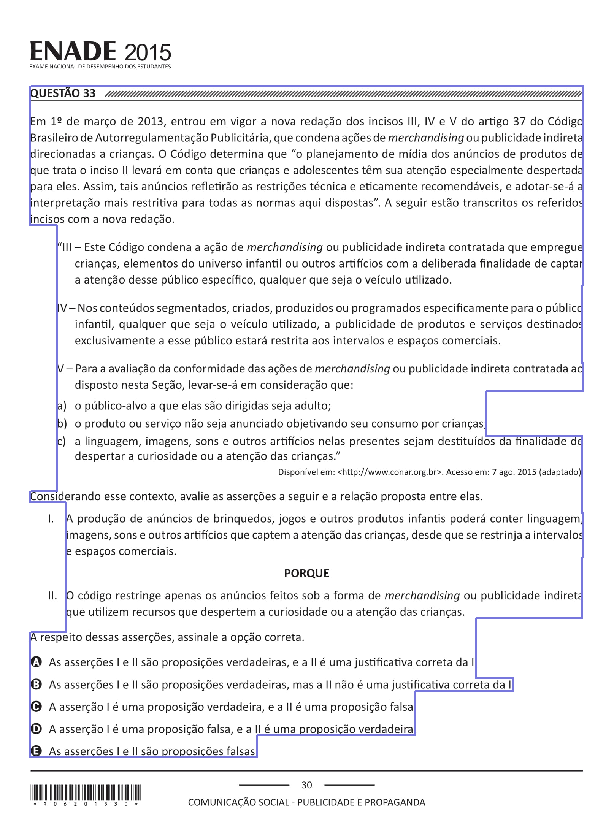 ENADE 2015
EXAME NACIONAL DE DESEMPENHO DOS ESTUDANTES
QUESTÃO 33
Em 1º de março de 2013, entrou em vigor a nova redação dos incisos III, IV e V do artigo 37 do Código
Brasileiro de Autorregulamentação Publicitária, que condena ações de merchandising ou publicidade indireta
direcionadas a crianças. O Código determina que “o planejamento de mídia dos anúncios de produtos de
que trata o inciso II levará em conta que crianças e adolescentes têm sua atenção especialmente despertada
para eles. Assim, tais anúncios refletirão as restrições técnica e eticamente recomendáveis, e adotar-se-á a
interpretação mais restritiva para todas as normas aqui dispostas”. A seguir estão transcritos os referidos
incisos com a nova redação.
“III – Este Código condena a ação de merchandising ou publicidade indireta contratada que empregue
crianças, elementos do universo infantil ou outros artifícios com a deliberada finalidade de captar
a atenção desse público específico, qualquer que seja o veículo utilizado.
IV – Nos conteúdos segmentados, criados, produzidos ou programados especificamente para o público
infantil, qualquer que seja o veículo utilizado, a publicidade de produtos e serviços destinados
exclusivamente a esse público estará restrita aos intervalos e espaços comerciais.
V – Para a avaliação da conformidade das ações de merchandising ou publicidade indireta contratada ao
disposto nesta Seção, levar-se-á em consideração que:
a) o público-alvo a que elas são dirigidas seja adulto;
b) o produto ou serviço não seja anunciado objetivando seu consumo por crianças;
c) a linguagem, imagens, sons e outros artifícios nelas presentes sejam destituídos da finalidade de
despertar a curiosidade ou a atenção das crianças.”
Disponível em: <http://www.conar.org.br>. Acesso em: 7 ago. 2015 (adaptado).
Considerando esse contexto, avalie as asserções a seguir e a relação proposta entre elas.
I. A produção de anúncios de brinquedos, jogos e outros produtos infantis poderá conter linguagem,
imagens, sons e outros artifícios que captem a atenção das crianças, desde que se restrinja a intervalos
e espaços comerciais.
PORQUE
II. O código restringe apenas os anúncios feitos sob a forma de merchandising ou publicidade indireta
que utilizem recursos que despertem a curiosidade ou a atenção das crianças.
A respeito dessas asserções, assinale a opção correta.
A As asserções I e II são proposições verdadeiras, e a II é uma justificativa correta da I.
B As asserções I e II são proposições verdadeiras, mas a II não é uma justificativa correta da I.
C A asserção I é uma proposição verdadeira, e a II é uma proposição falsa.
D A asserção I é uma proposição falsa, e a II é uma proposição verdadeira.
E As asserções I e II são proposições falsas.
30
COMUNICAÇÃO SOCIAL - PUBLICIDADE E PROPAGANDA